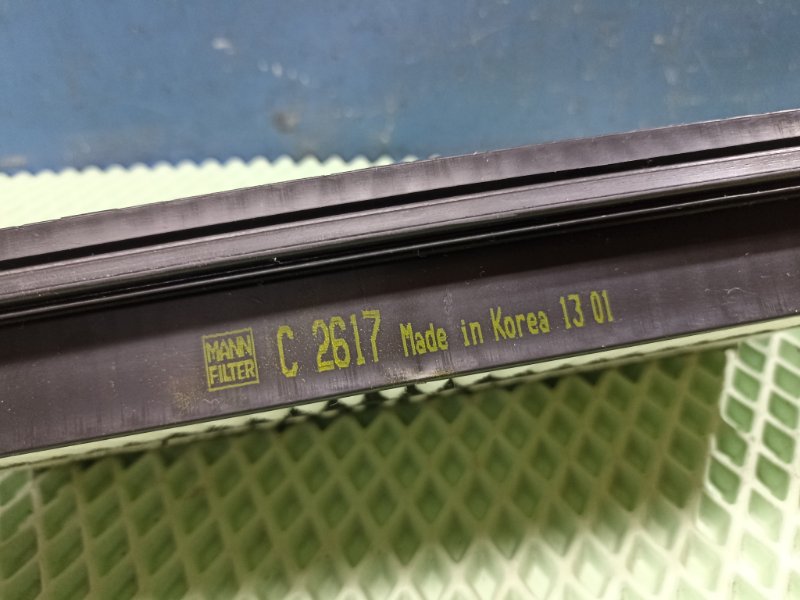 MANN
FILTER
C 2617 Made in Korea 13 01